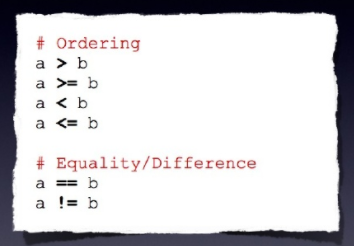 # Ordering
a > b
a >= b
a < b
a <= b
# Equality/Difference
a == b
a != b